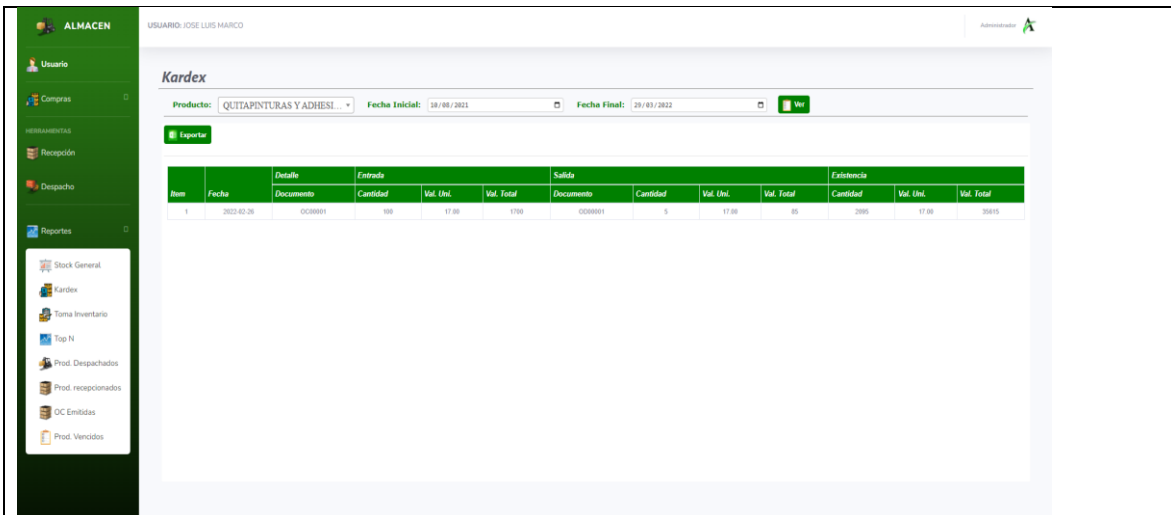 ALMACEN
USUARIO: JOSE LUIS MARCO
Administrador
Usuario
Compras
HERRAMIENTAS
Recepción
Despacho
Reportes
Stock General
Kardex
Toma Inventario
Top N
Prod. Despachados
Prod. recepcionados
OC Emitidas
Prod. Vencidos
Kardex
Producto: QUITAPINTURAS Y ADHESI... Fecha Inicial: 10/08/2021 Fecha Final: 29/03/2022 Ver
Exportar
Detalle Entrada Salida Existencia
Item Fecha Documento Cantidad Val. Uni. Val. Total Documento Cantidad Val. Uni. Val. Total Cantidad Val. Uni. Val. Total
1 2022-02-26 OC00001 100 17.00 1700 OD00001 5 17.00 85 2095 17.00 35615